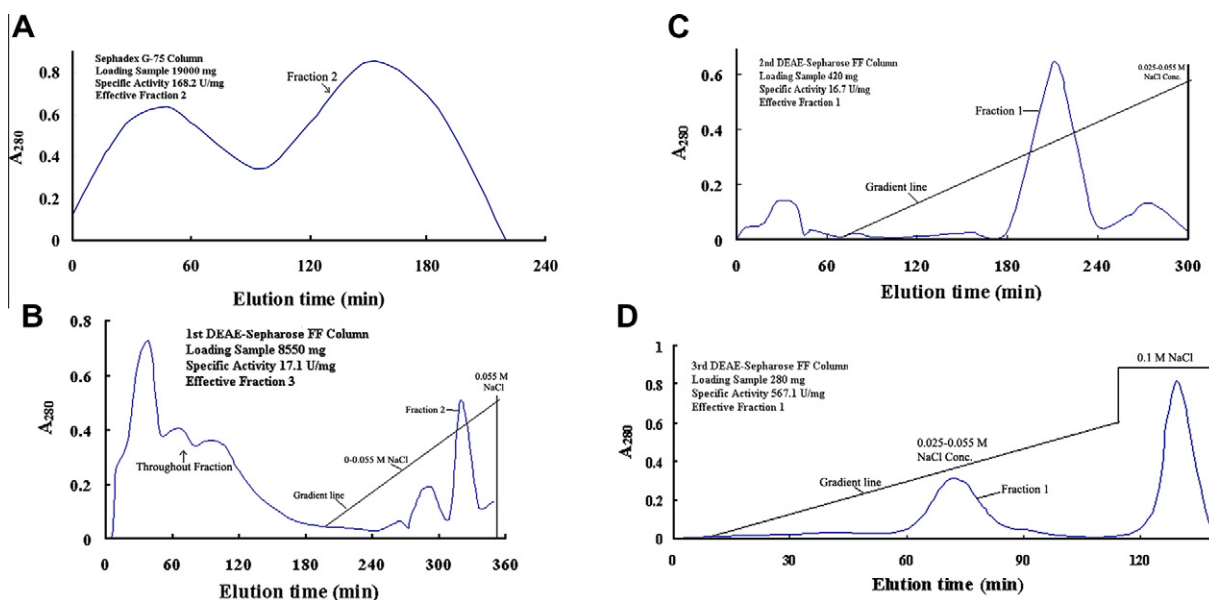 A
Sephadex G-75 Column
Loading Sample 19000 mg
Specific Activity 168.2 U/mg
Effective Fraction 2
Fraction 2
0.8
0.6
0.4
0.2
0
A280
0 60 120 180 240
Elution time (min)
B
1st DEAE-Sepharose FF Column
Loading Sample 8550 mg
Specific Activity 17.1 U/mg
Effective Fraction 3
0.055 M
NaCl
Fraction 2
0-0.055 M NaCl
Throughout Fraction
Gradient line
0.8
0.6
0.4
0.2
0
A280
0 60 120 180 240 300 360
Elution time (min)
C
2nd DEAE-Sepharose FF Column
Loading Sample 420 mg
Specific Activity 16.7 U/mg
Effective Fraction 1
0.025-0.055 M
NaCl Conc.
Fraction 1
Gradient line
0.6
0.4
0.2
0
A280
0 60 120 180 240 300
Elution time (min)
D
3rd DEAE-Sepharose FF Column
Loading Sample 280 mg
Specific Activity 567.1 U/mg
Effective Fraction 1
0.1 M NaCl
0.025-0.055 M
NaCl Conc.
Gradient line
Fraction 1
1
0.8
0.6
0.4
0.2
0
A280
0 30 60 90 120
Elution time (min)